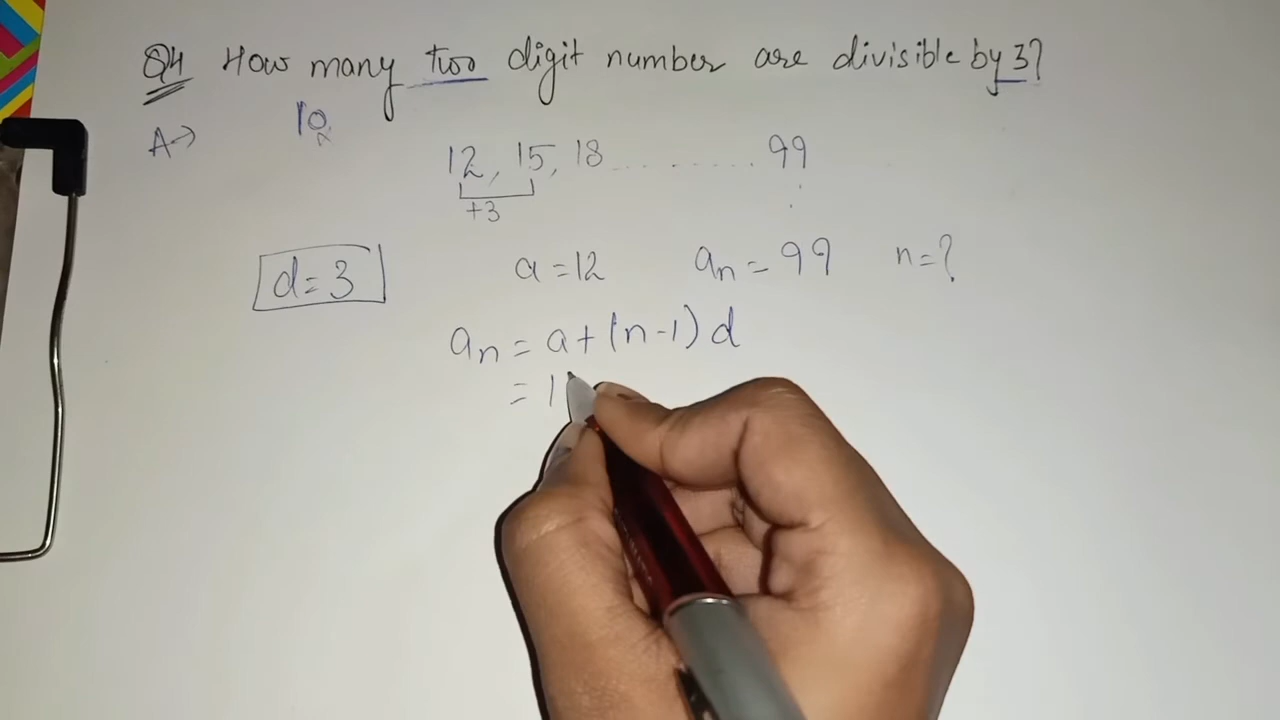 Q4 How many two digit number are divisible by 3?
A→ 10
12, 15, 18 ......... 99
+3
d=3 a=12 an=99 n=?
an = a+(n-1)d
= 1